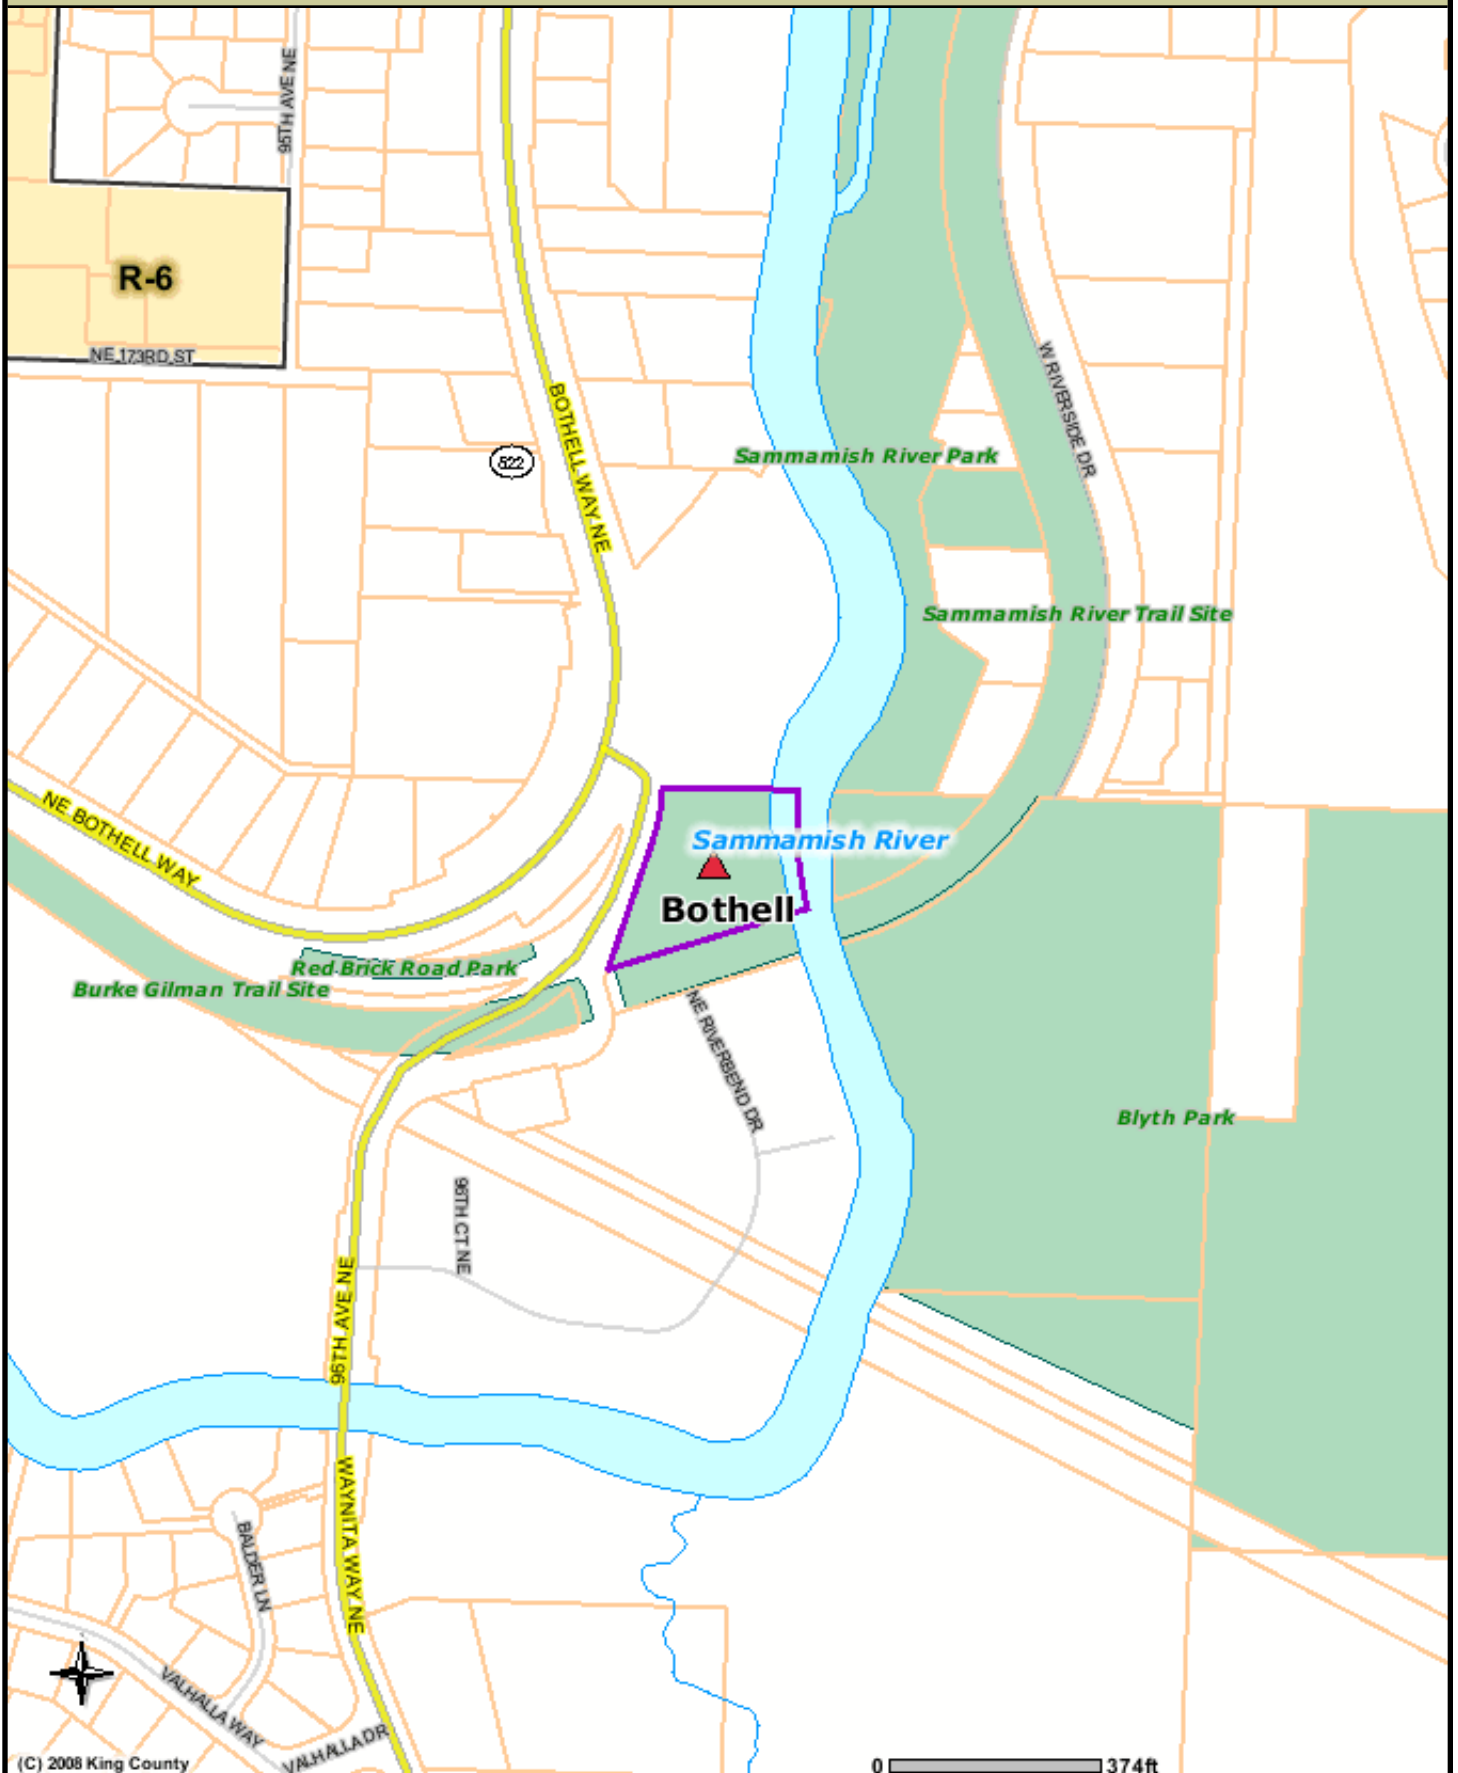 95TH AVE NE
R-6
NE 173RD ST
BOTHELL WAY NE
W RIVERSIDE DR
522
Sammamish River Park
Sammamish River Trail Site
NE BOTHELL WAY
Sammamish River
Bothell
Red Brick Road Park
Burke Gilman Trail Site
NE RIVERBEND DR
Blyth Park
96TH CT NE
96TH AVE NE
WAYNITA WAY NE
BALDER LN
VALHALLA WAY
VALHALLA DR
(C) 2008 King County
0 374ft